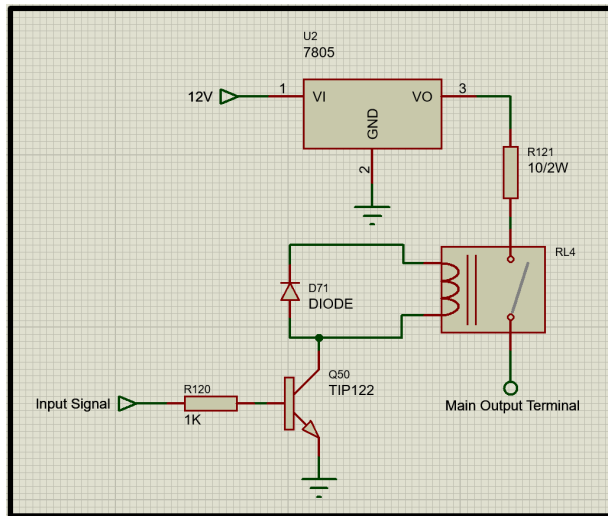 U2
7805
12V
1
VI
VO
3
GND
2
R121
10/2W
RL4
D71
DIODE
Q50
TIP122
Input Signal
R120
1K
Main Output Terminal